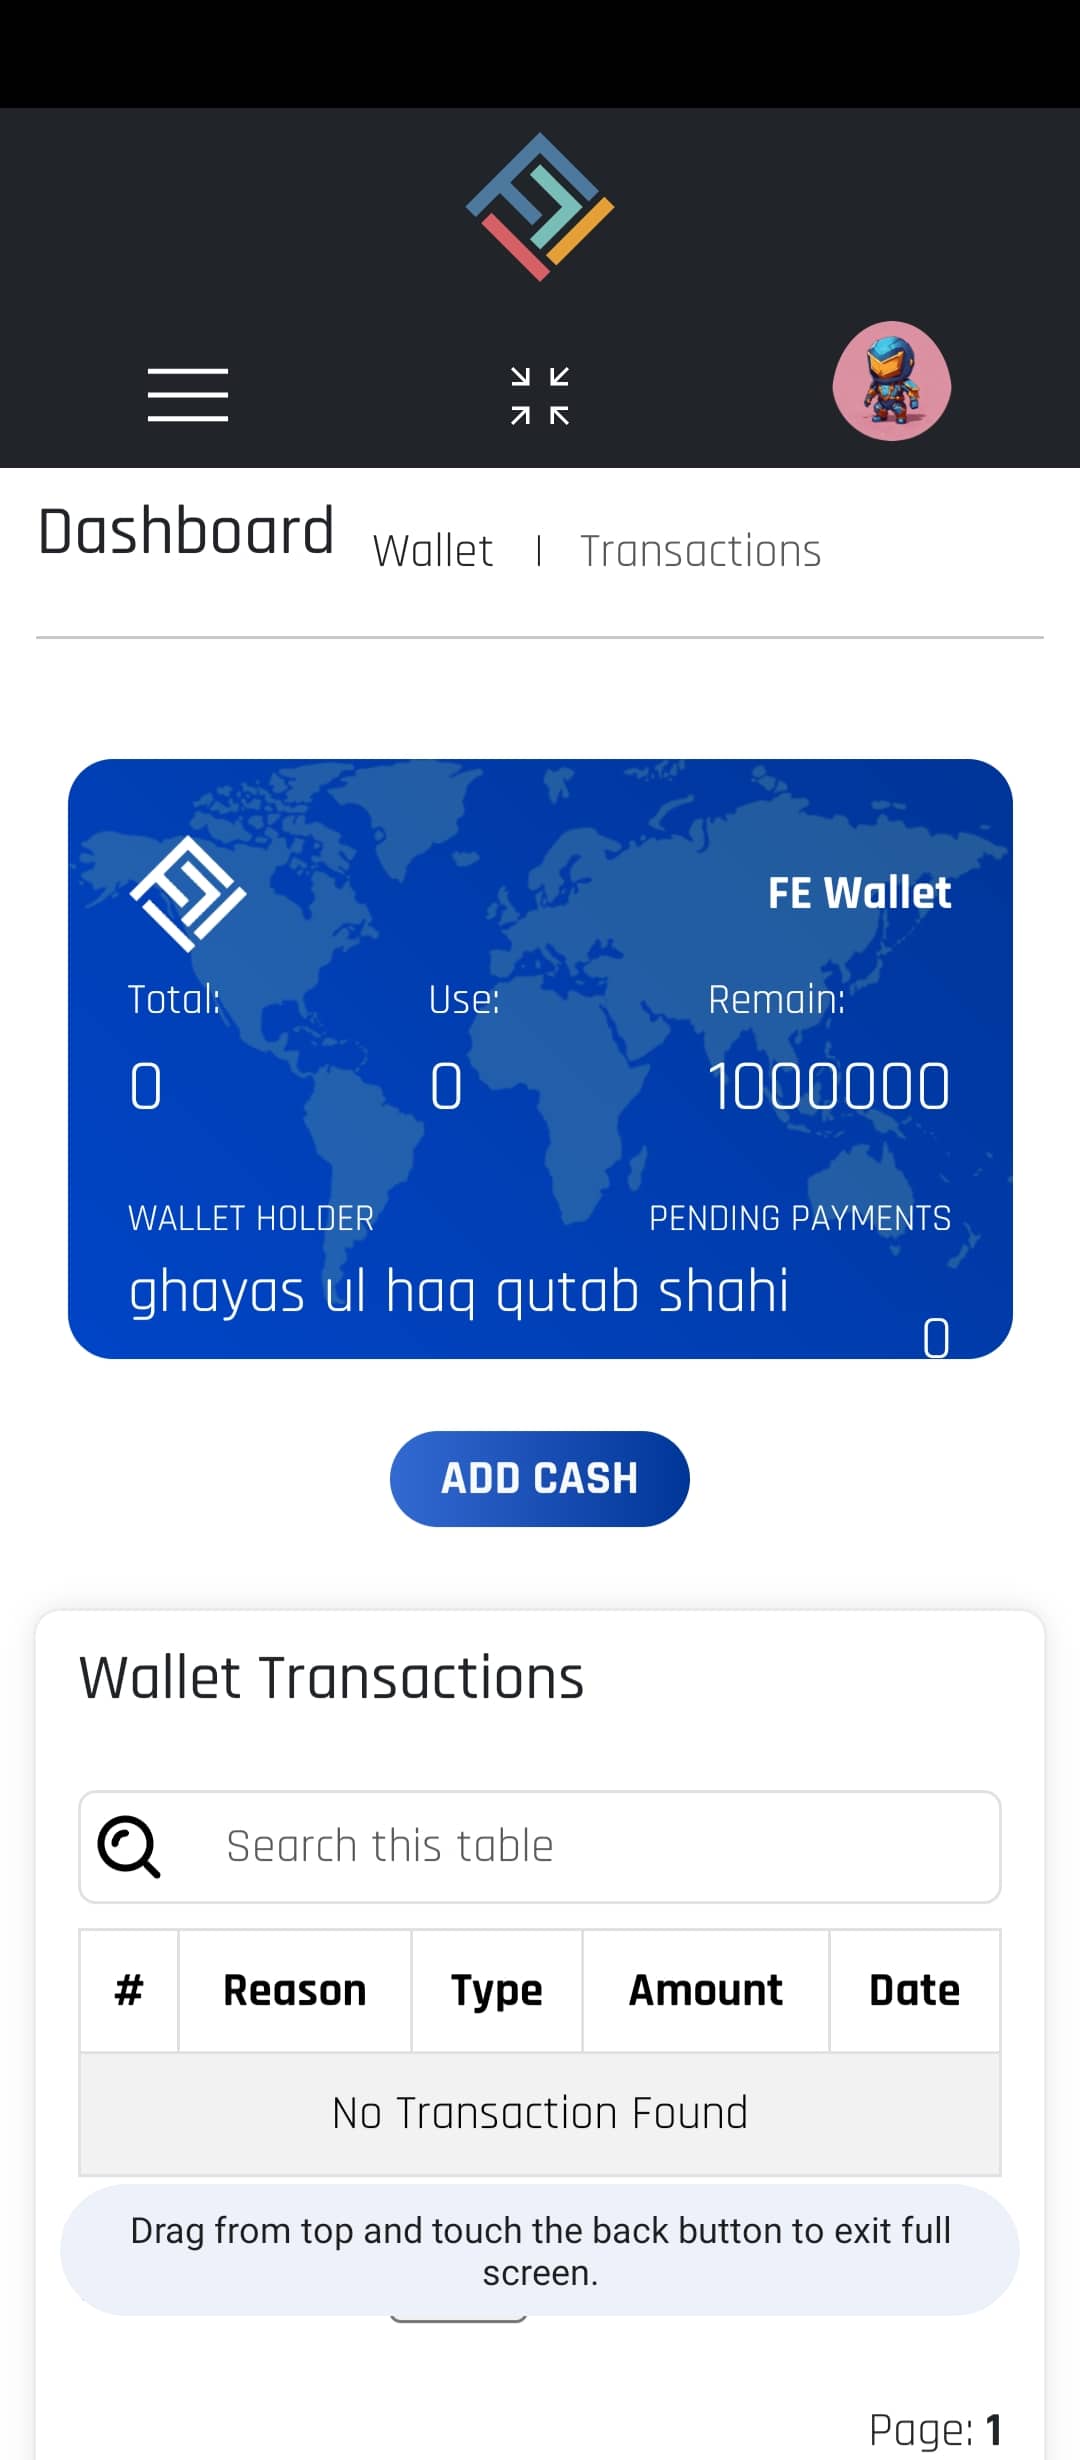 Dashboard Wallet | Transactions
FE Wallet
Total: Use: Remain:
0 0 1000000
WALLET HOLDER PENDING PAYMENTS
ghayas ul haq qutab shahi
0
ADD CASH
Wallet Transactions
Search this table
# Reason Type Amount Date
No Transaction Found
Drag from top and touch the back button to exit full
screen.
Page: 1